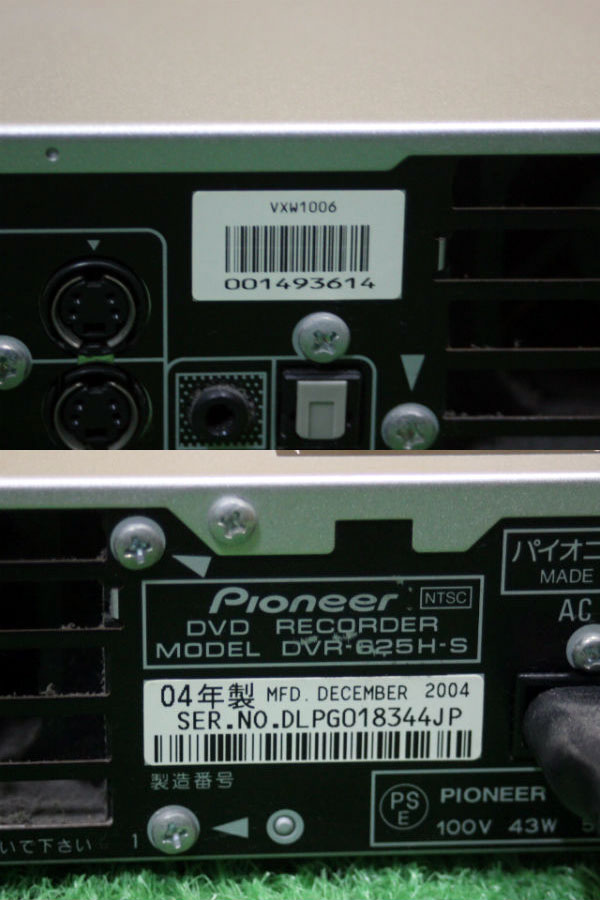 VXW1006
001493614
Pioneer
NTSC
DVD RECORDER
MODEL DVR-625H-S
04年製 MFD. DECEMBER 2004
SER.NO.DLPG018344JP
製造番号
パイオニ
MADE
AC
PS
E
PIONEER
100V 43W 5
いて下さい
1